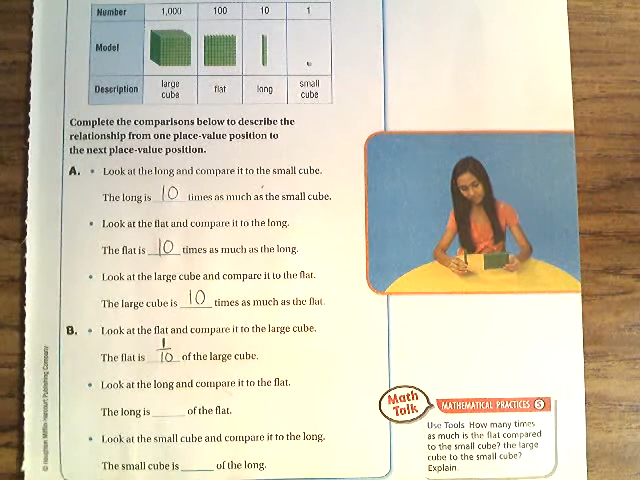 Number 1,000 100 10 1
Model
Description large cube flat long small cube
Complete the comparisons below to describe the
relationship from one place-value position to
the next place-value position.
A. • Look at the long and compare it to the small cube.
The long is 10 times as much as the small cube.
• Look at the flat and compare it to the long.
The flat is 10 times as much as the long.
• Look at the large cube and compare it to the flat.
The large cube is 10 times as much as the flat.
B. • Look at the flat and compare it to the large cube.
The flat is 1/10 of the large cube.
• Look at the long and compare it to the flat.
The long is ______ of the flat.
• Look at the small cube and compare it to the long.
The small cube is ______ of the long.
Math
Talk
MATHEMATICAL PRACTICES 5
Use Tools How many times
as much is the flat compared
to the small cube? the large
cube to the small cube?
Explain.
© Houghton Mifflin Harcourt Publishing Company